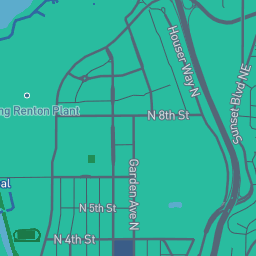 Houser Way N
Sunset Blvd NE
ng Renton Plant
N 8th St
Garden Ave N
al
N 5th St
N 4th St